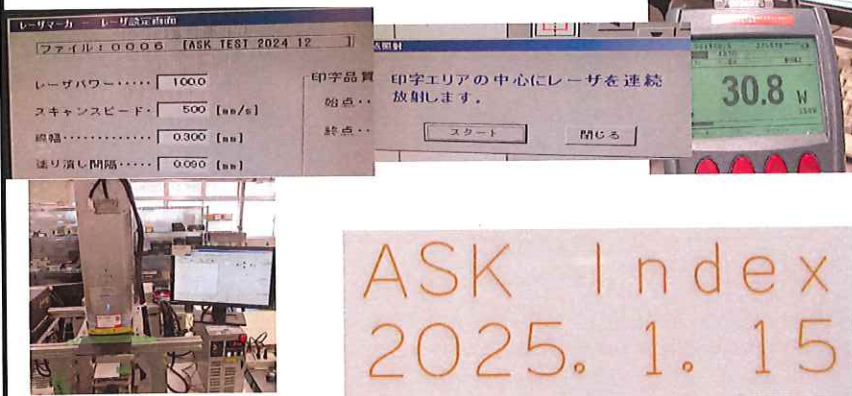 レーザマーカ － レーザ設定画面
ファイル：0006 [ASK TEST 2024 12 ]
レーザパワー‥‥‥ 100.0
スキャンスピード・ 500 [mm/s]
線幅‥‥‥‥‥‥ 0.300 [mm]
塗り潰し間隔‥‥‥ 0.090 [mm]
印字品質
始点‥
終点‥
点照射
印字エリアの中心にレーザを連続
放射します。
スタート
閉じる
30.8 W
ASK Index
2025. 1. 15